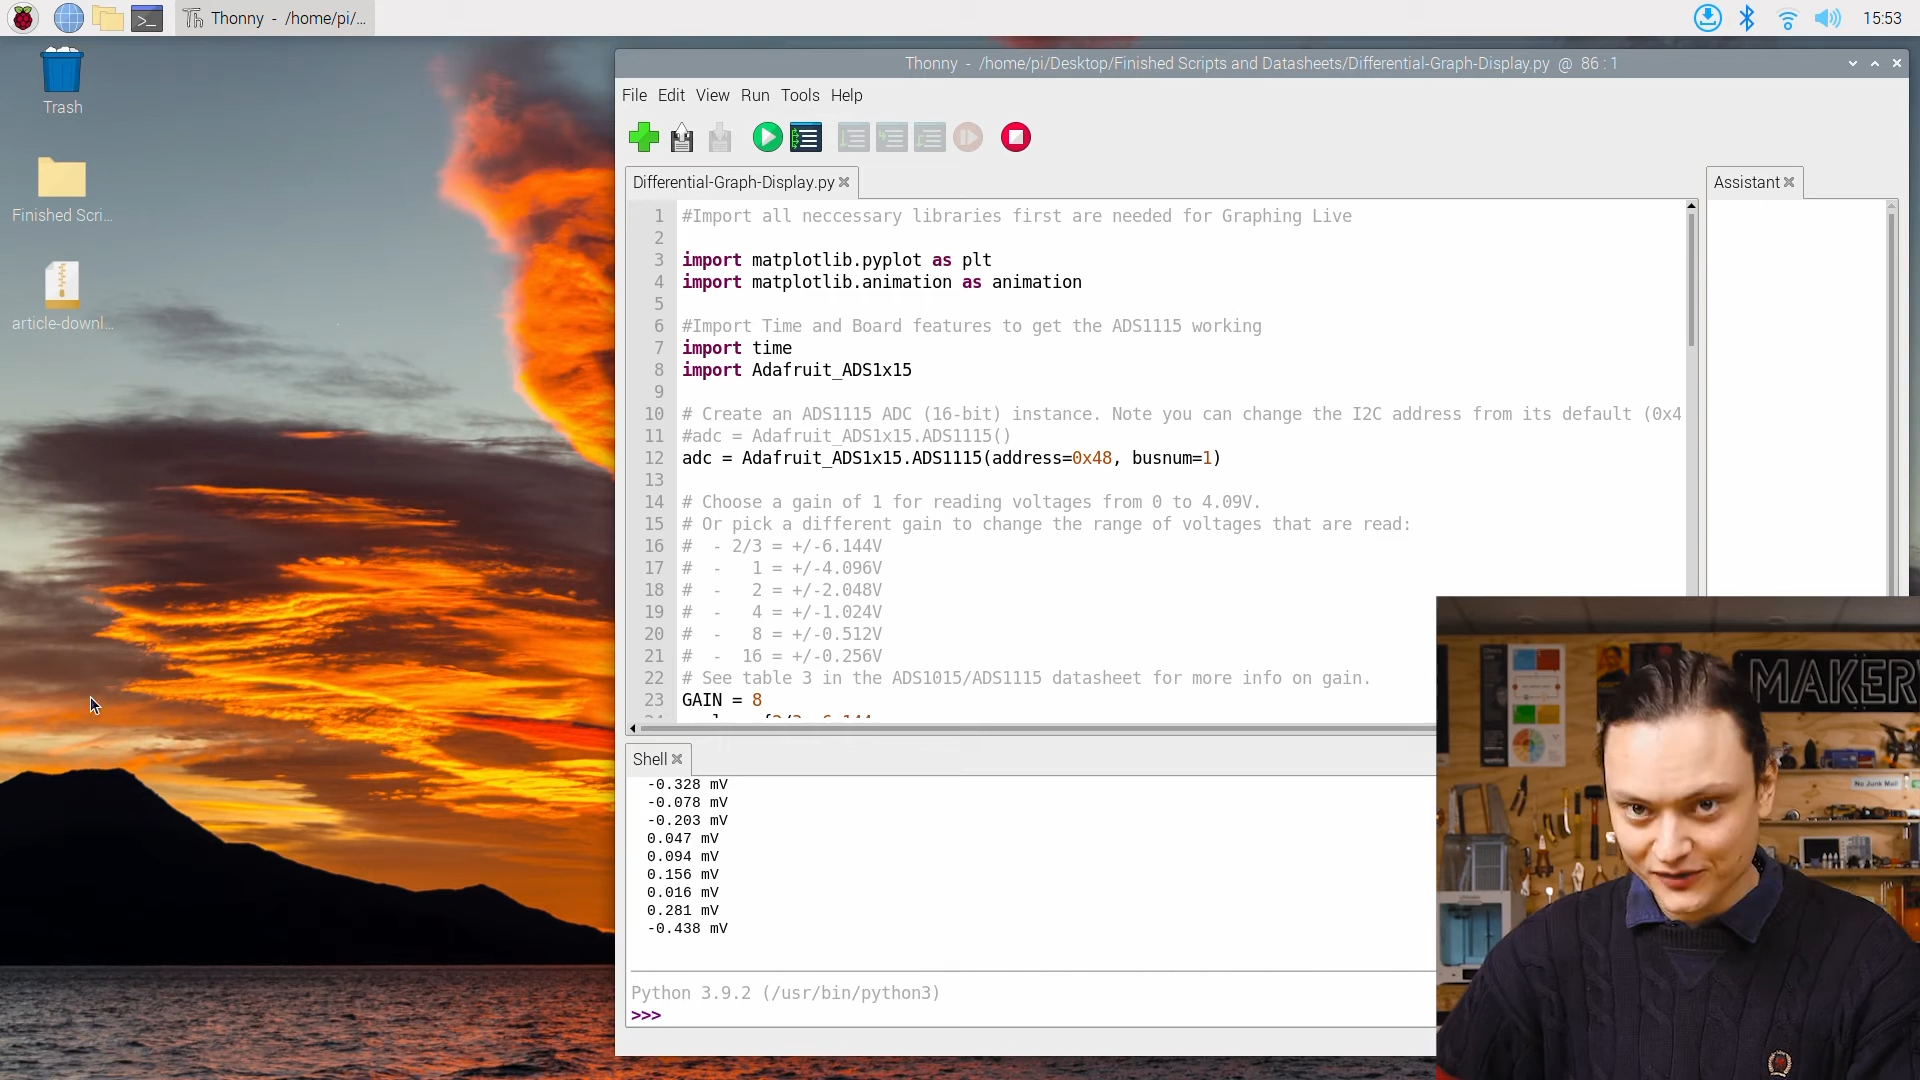 Thonny - /home/pi/...
15:53
Trash
Finished Scri...
article-downl...
Thonny - /home/pi/Desktop/Finished Scripts and Datasheets/Differential-Graph-Display.py @ 86 : 1
File Edit View Run Tools Help
Differential-Graph-Display.py
Assistant
1 #Import all neccessary libraries first are needed for Graphing Live
2
3 import matplotlib.pyplot as plt
4 import matplotlib.animation as animation
5
6 #Import Time and Board features to get the ADS1115 working
7 import time
8 import Adafruit_ADS1x15
9
10 # Create an ADS1115 ADC (16-bit) instance. Note you can change the I2C address from its default (0x4
11 #adc = Adafruit_ADS1x15.ADS1115()
12 adc = Adafruit_ADS1x15.ADS1115(address=0x48, busnum=1)
13
14 # Choose a gain of 1 for reading voltages from 0 to 4.09V.
15 # Or pick a different gain to change the range of voltages that are read:
16 # - 2/3 = +/-6.144V
17 # - 1 = +/-4.096V
18 # - 2 = +/-2.048V
19 # - 4 = +/-1.024V
20 # - 8 = +/-0.512V
21 # - 16 = +/-0.256V
22 # See table 3 in the ADS1015/ADS1115 datasheet for more info on gain.
23 GAIN = 8
Shell
-0.328 mV
-0.078 mV
-0.203 mV
0.047 mV
0.094 mV
0.156 mV
0.016 mV
0.281 mV
-0.438 mV
Python 3.9.2 (/usr/bin/python3)
>>>
MAKER
No Junk Mail